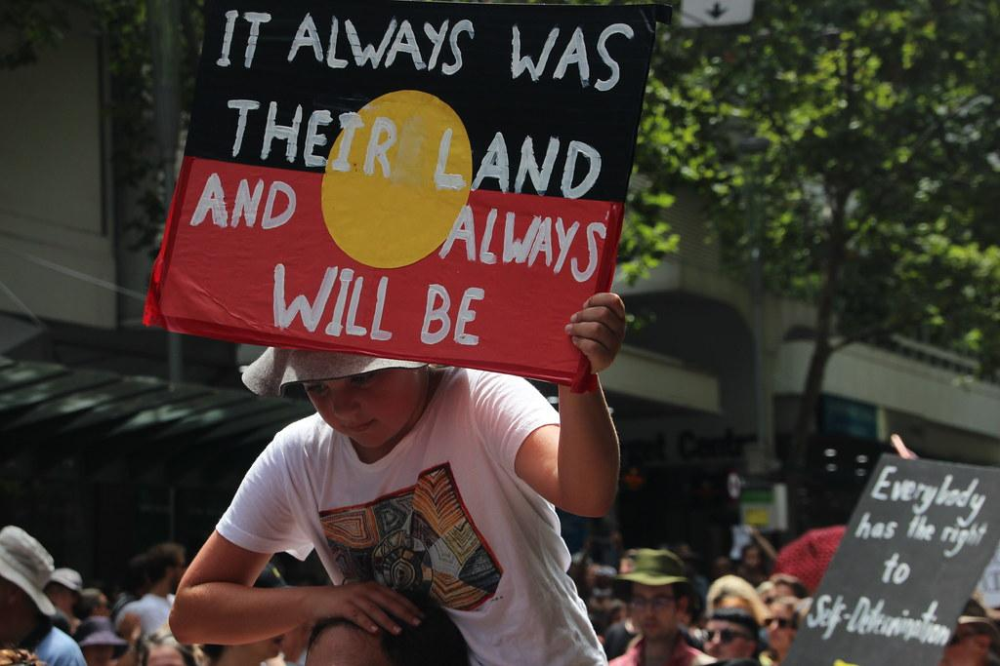 IT ALWAYS WAS
THEIR LAND
AND ALWAYS
WILL BE
Everybody
has the right
to
Self-Determination